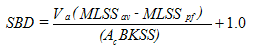 SBD = V_a ( MLSS_av - MLSS_pf ) / (A_c BKSS) + 1.0